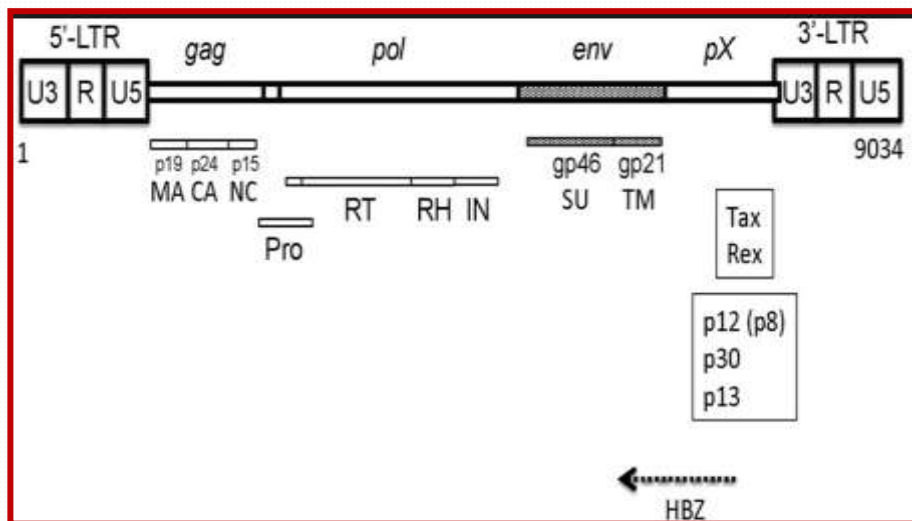 5'-LTR gag pol env pX 3'-LTR
U3 R U5 U3 R U5
1 9034
p19 p24 p15 gp46 gp21
MA CA NC SU TM
RT RH IN
Pro
Tax
Rex
p12 (p8)
p30
p13
HBZ